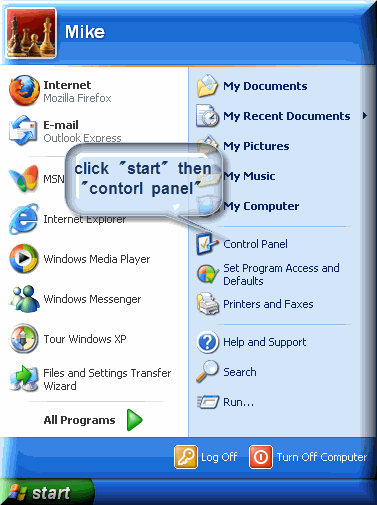 Mike
Internet
Mozilla Firefox
E-mail
Outlook Express
MSN
Internet Explorer
Windows Media Player
Windows Messenger
Tour Windows XP
Files and Settings Transfer
Wizard
All Programs
My Documents
My Recent Documents
My Pictures
My Music
My Computer
Control Panel
Set Program Access and
Defaults
Printers and Faxes
Help and Support
Search
Run...
click "start" then
"contorl panel"
Log Off
Turn Off Computer
start